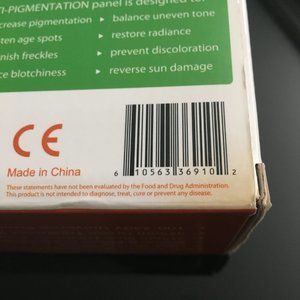 TI-PIGMENTATION panel is designed to:
crease pigmentation • balance uneven tone
ten age spots • restore radiance
nish freckles • prevent discoloration
ce blotchiness • reverse sun damage
CE
Made in China
6 10563 36910 2
These statements have not been evaluated by the Food and Drug Administration.
This product is not intended to diagnose, treat, cure or prevent any disease.